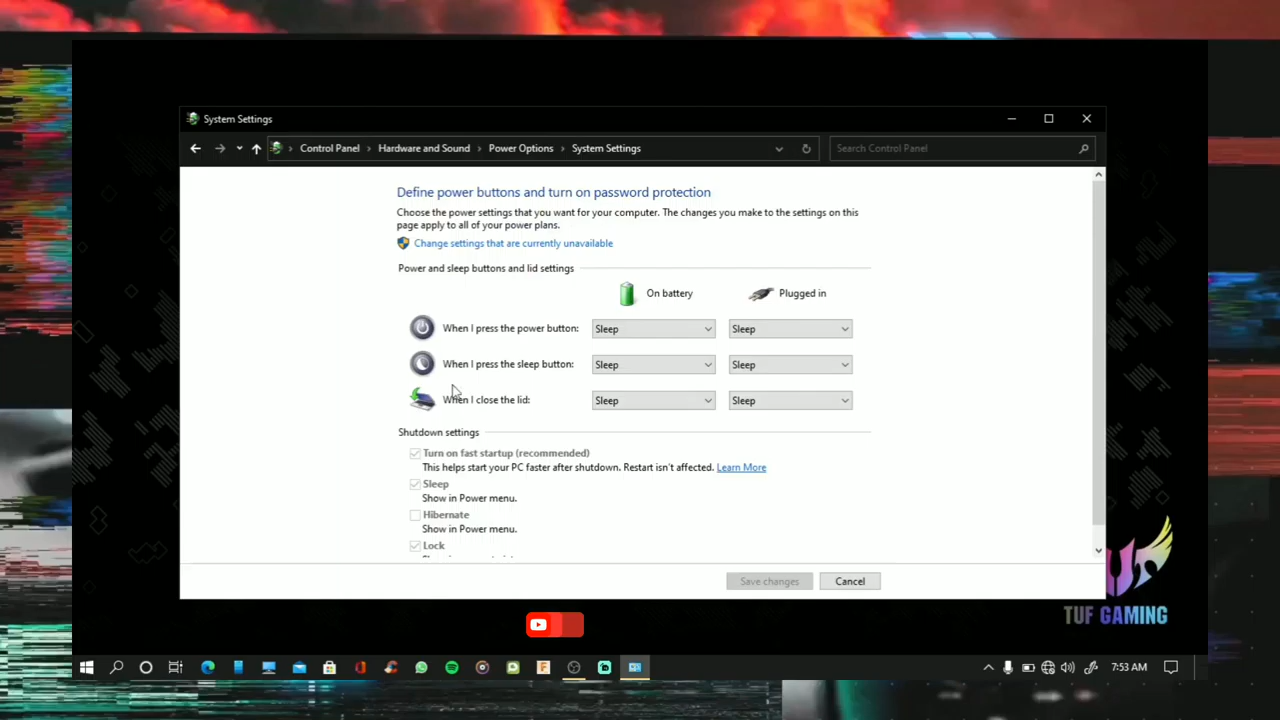 System Settings
Control Panel
Hardware and Sound
Power Options
System Settings
Search Control Panel
Define power buttons and turn on password protection
Choose the power settings that you want for your computer. The changes you make to the settings on this
page apply to all of your power plans.
Change settings that are currently unavailable
Power and sleep buttons and lid settings
On battery
Plugged in
When I press the power button:
Sleep
Sleep
When I press the sleep button:
Sleep
Sleep
When I close the lid:
Sleep
Sleep
Shutdown settings
Turn on fast startup (recommended)
This helps start your PC faster after shutdown. Restart isn't affected. Learn More
Sleep
Show in Power menu.
Hibernate
Show in Power menu.
Lock
Save changes
Cancel
TUF GAMING
7:53 AM